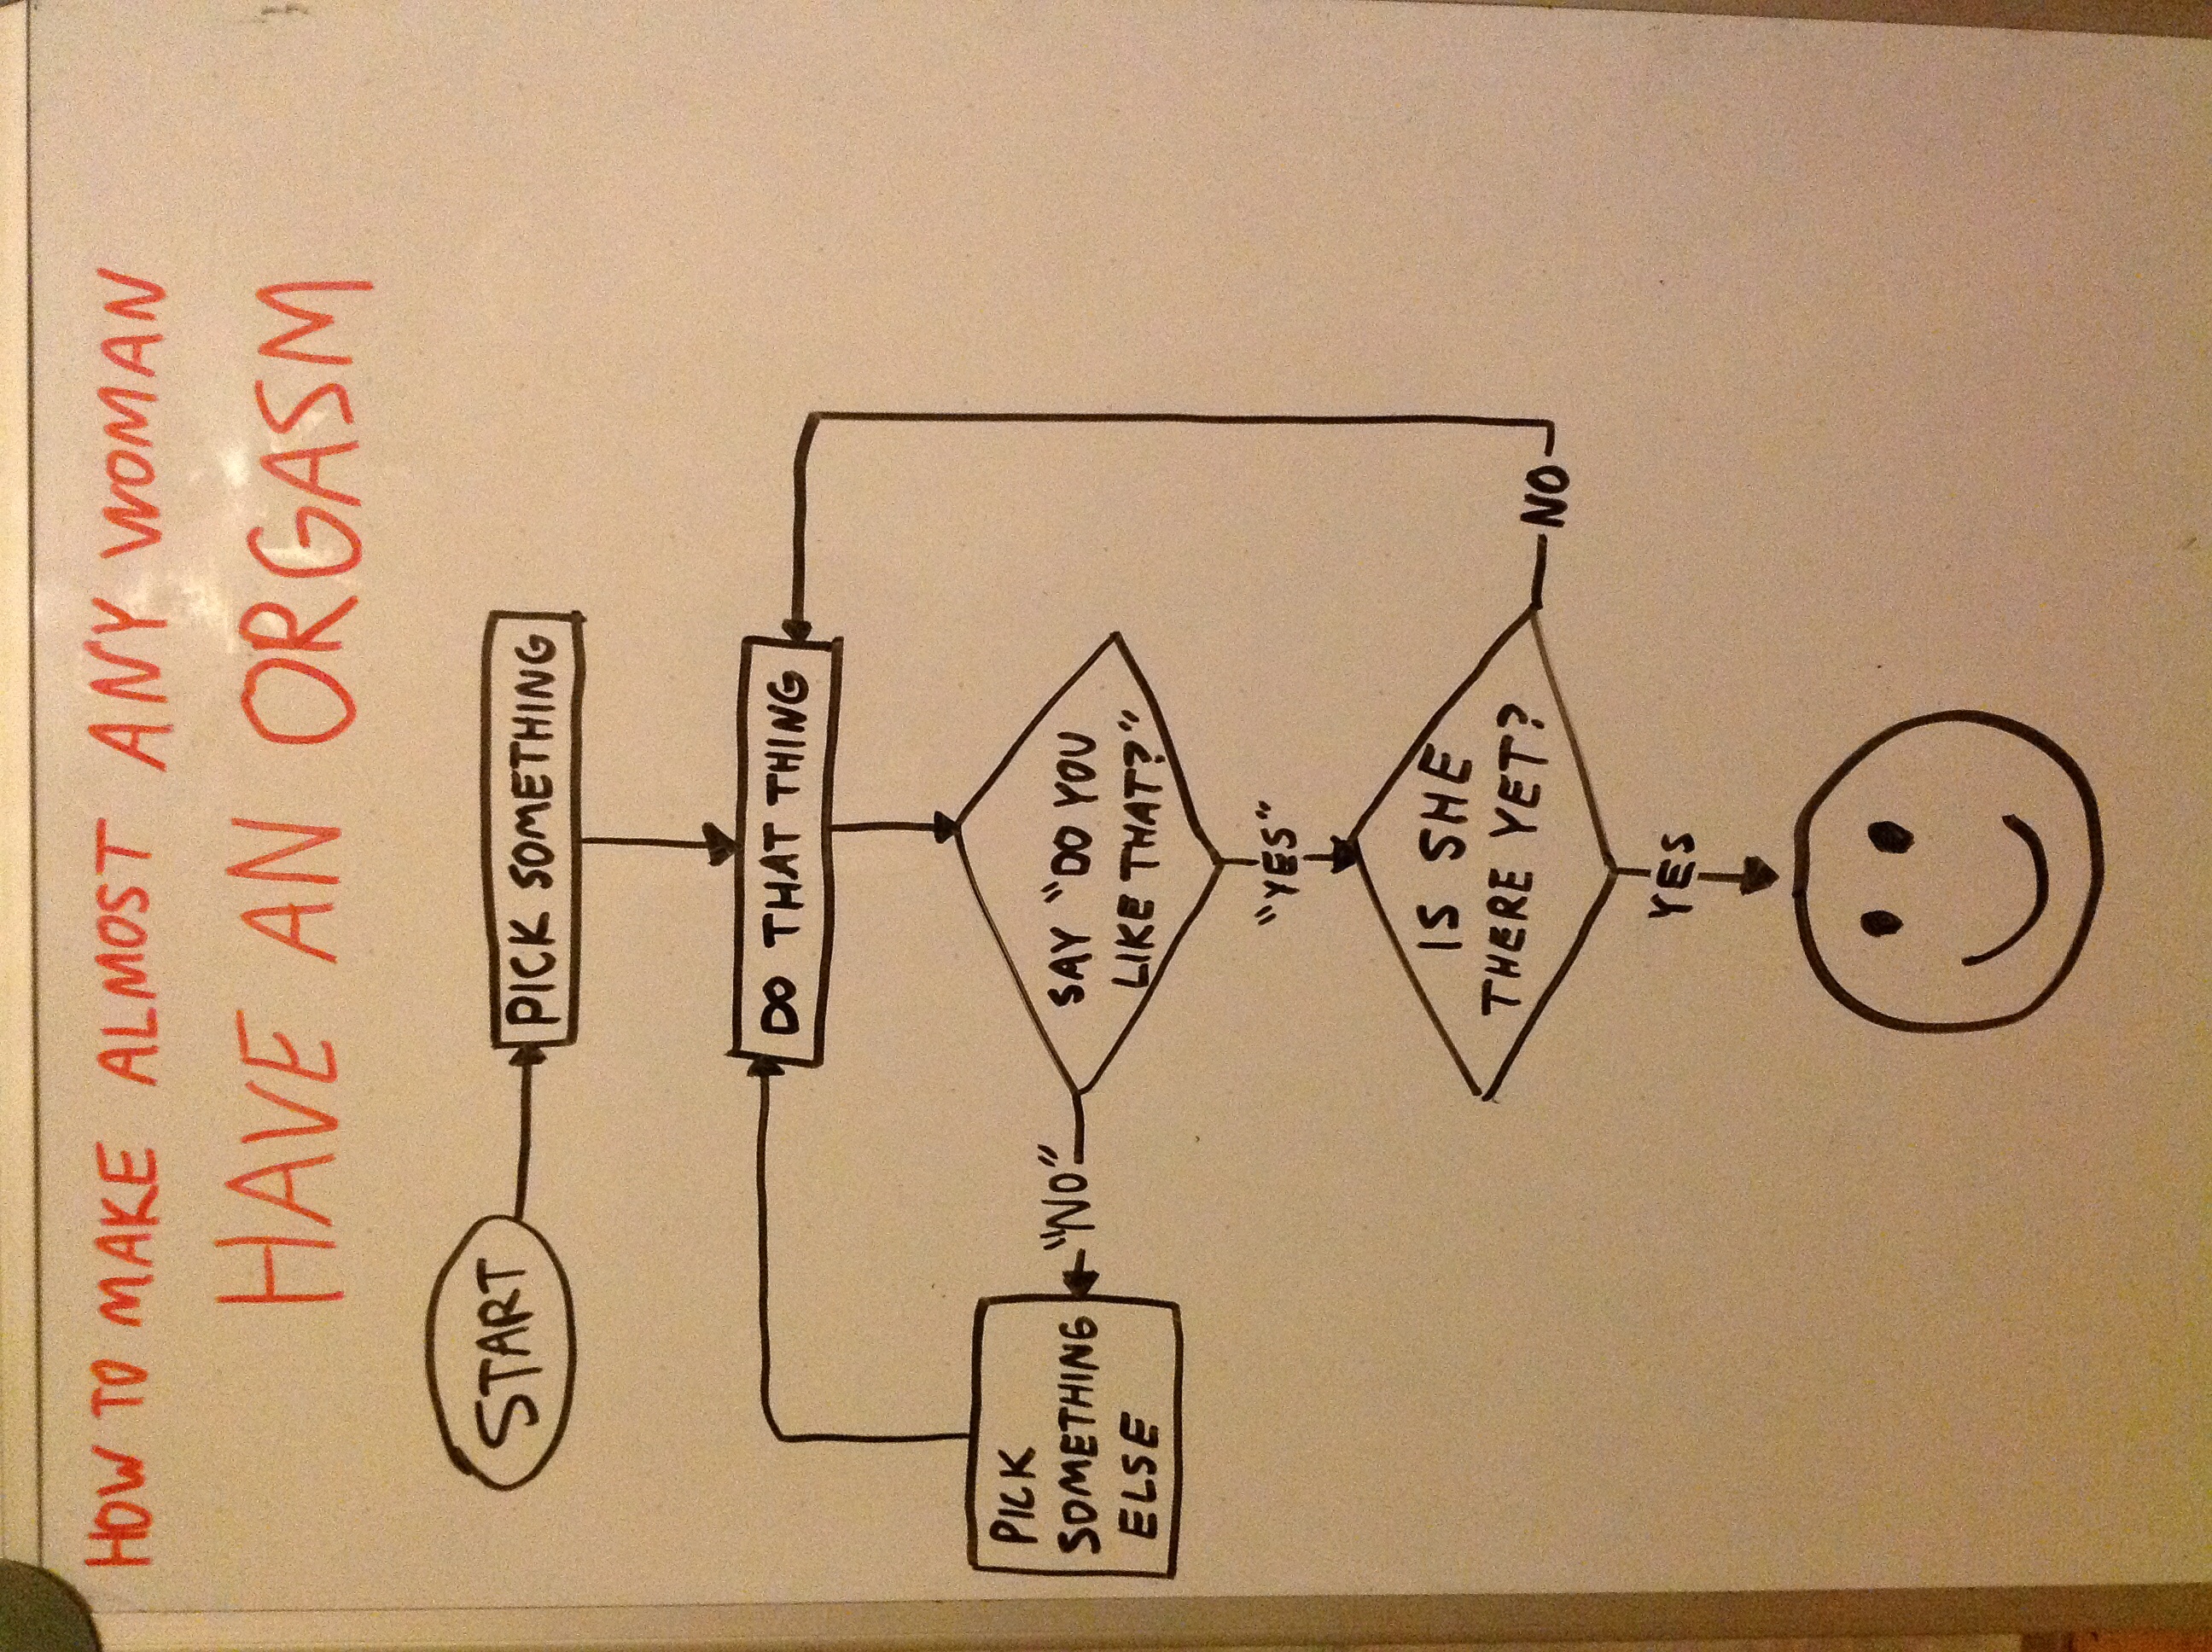 HOW TO MAKE ALMOST ANY WOMAN
HAVE AN ORGASM
START
PICK SOMETHING
DO THAT THING
SAY "DO YOU
LIKE THAT?"
"NO"
PICK
SOMETHING
ELSE
"YES"
IS SHE
THERE YET?
NO
YES